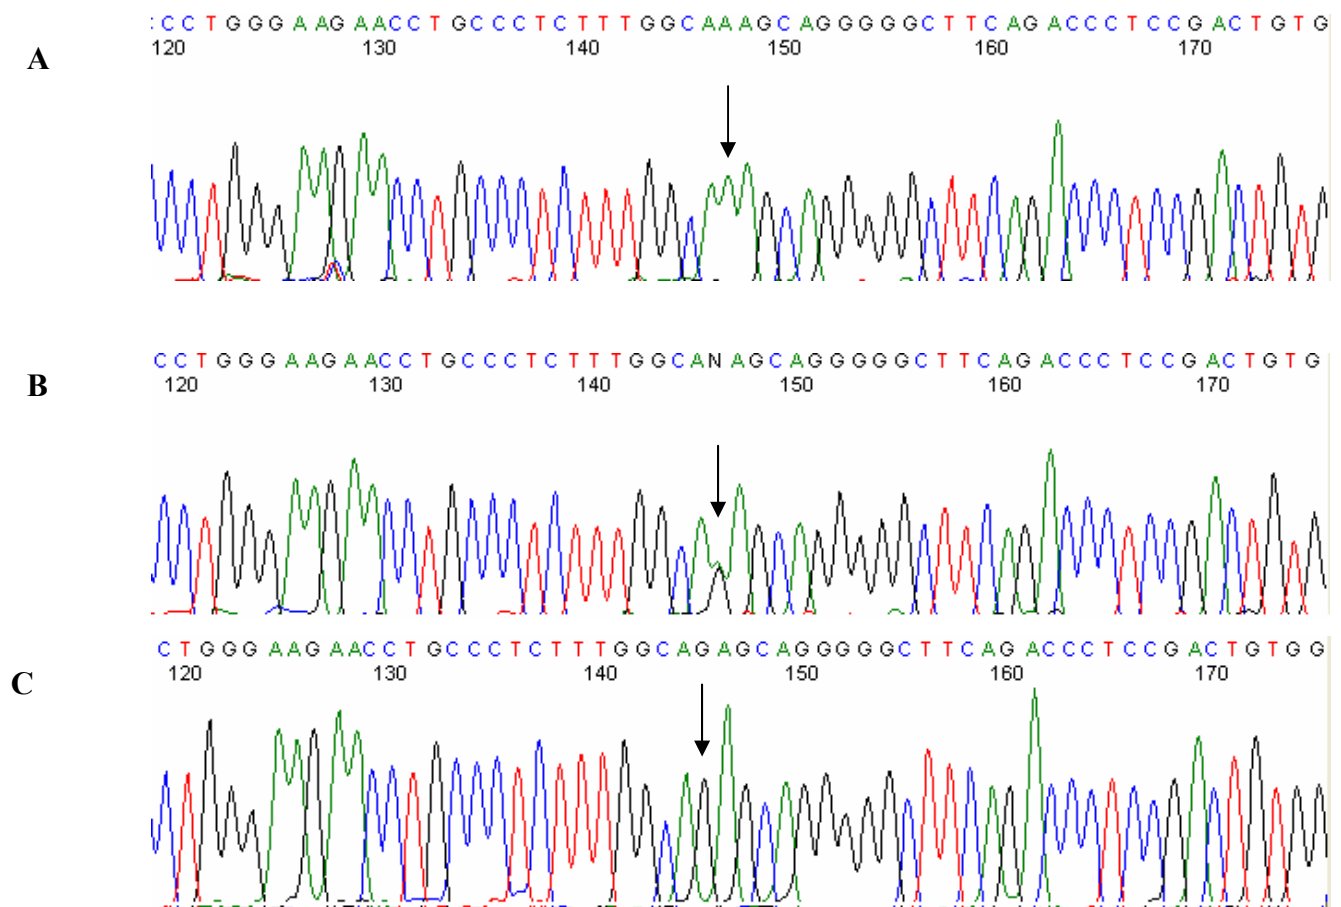 :CCTGGGAAGAACCTGCCCTCTTTGGCAAAGCAGGGGGCTTCAGACCCTCCGACTGTG
120 130 140 150 160 170
A
CCTGGGAAGAACCTGCCCTCTTTGGCANAGCAGGGGGCTTCAGACCCTCCGACTGTG
120 130 140 150 160 170
B
CTGGGAAGAACCTGCCCTCTTTGGCAGAGCAGGGGGCTTCAGACCCTCCGACTGTGG
120 130 140 150 160 170
C